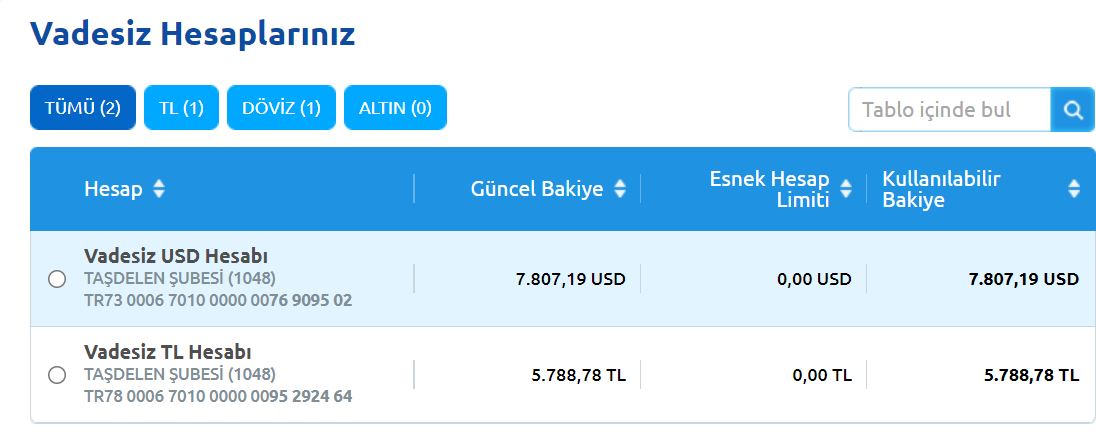 Vadesiz Hesaplarınız
TÜMÜ (2) TL (1) DÖVİZ (1) ALTIN (0)
Tablo içinde bul
Hesap Güncel Bakiye Esnek Hesap Limiti Kullanılabilir Bakiye
Vadesiz USD Hesabı
TAŞDELEN ŞUBESİ (1048)
TR73 0006 7010 0000 0076 9095 02
7.807,19 USD 0,00 USD 7.807,19 USD
Vadesiz TL Hesabı
TAŞDELEN ŞUBESİ (1048)
TR78 0006 7010 0000 0095 2924 64
5.788,78 TL 0,00 TL 5.788,78 TL